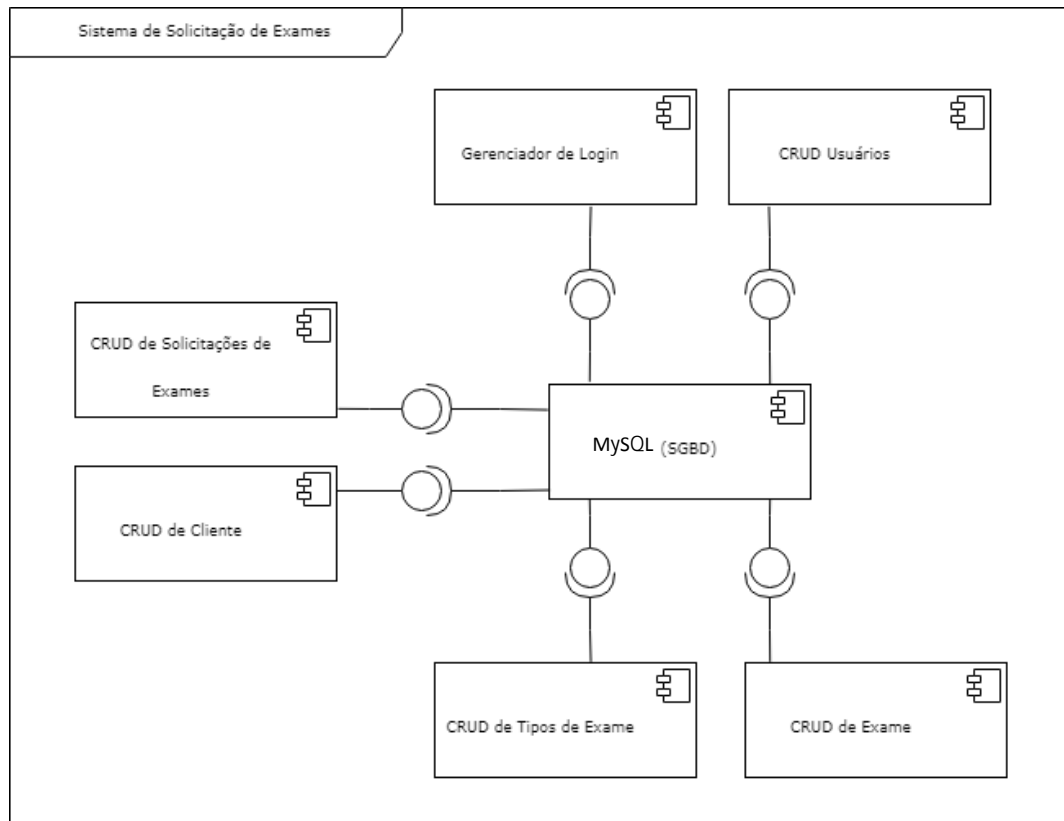 Sistema de Solicitação de Exames
Gerenciador de Login
CRUD Usuários
CRUD de Solicitações de
Exames
MySQL (SGBD)
CRUD de Cliente
CRUD de Tipos de Exame
CRUD de Exame